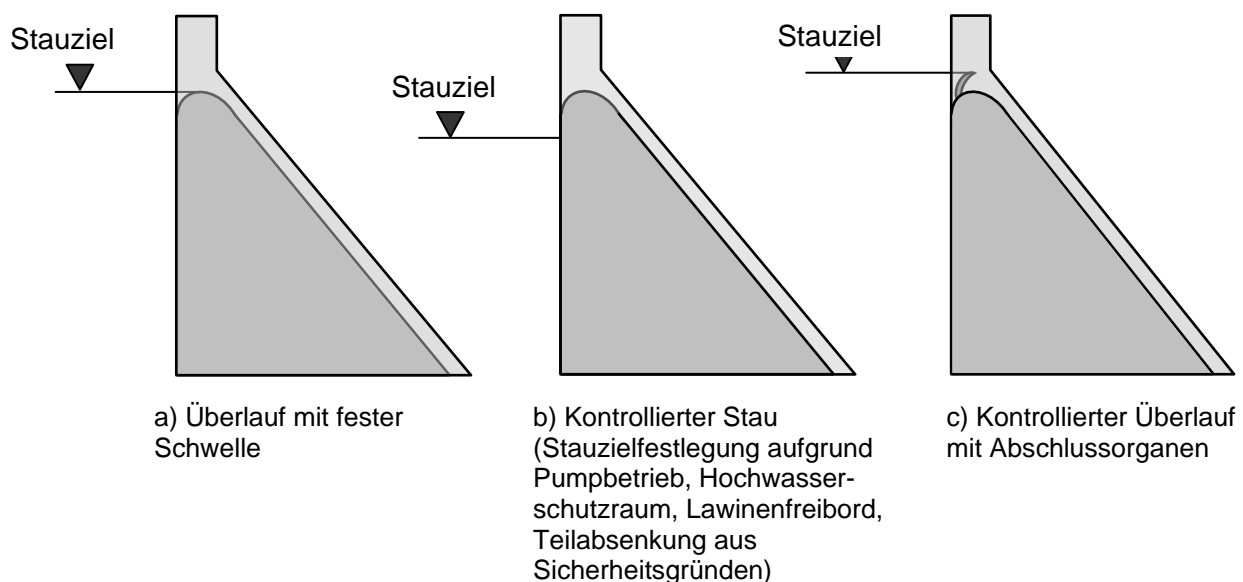 Stauziel
Stauziel
Stauziel
a) Überlauf mit fester
Schwelle
b) Kontrollierter Stau
(Stauzielfestlegung aufgrund
Pumpbetrieb, Hochwasser-
schutzraum, Lawinenfreibord,
Teilabsenkung aus
Sicherheitsgründen)
c) Kontrollierter Überlauf
mit Abschlussorganen